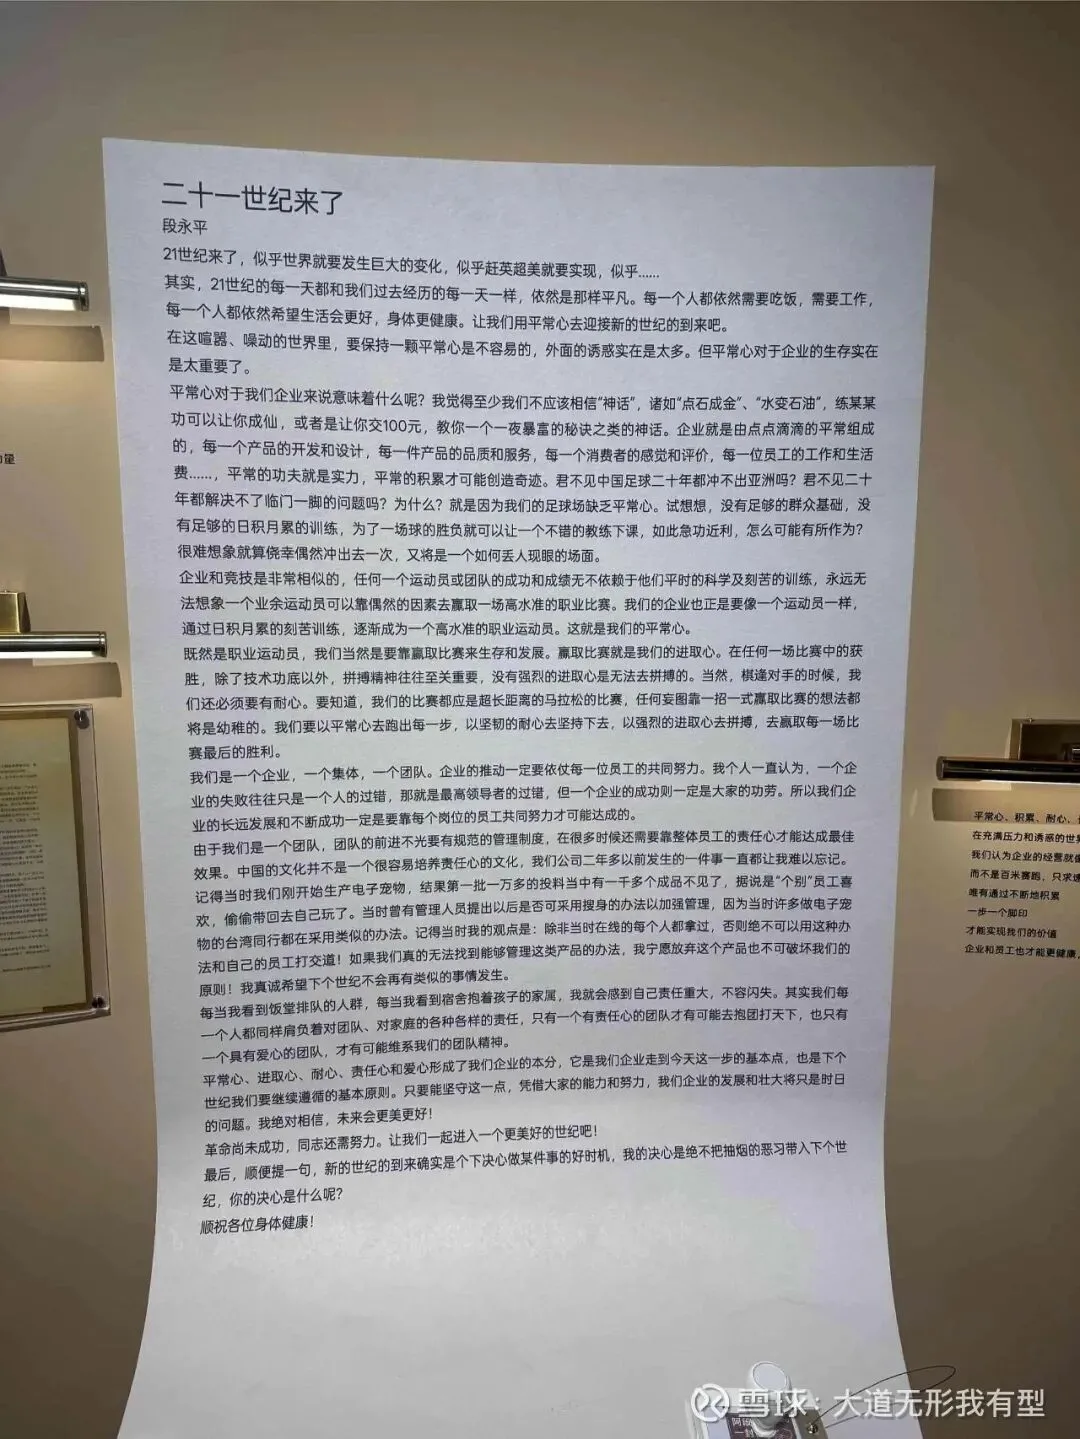 二十一世纪来了
段永平
21世纪来了，似乎世界就要发生巨大的变化，似乎赶英超美就要实现，似乎……
其实，21世纪的每一天都和我们过去经历的每一天一样，依然是那样平凡。每一个人都依然需要吃饭，需要工作，
每一个人都依然希望生活会更好，身体更健康。让我们用平常心去迎接新的世纪的到来吧。
在这喧嚣、噪动的世界里，要保持一颗平常心是不容易的，外面的诱惑实在是太多。但平常心对于企业的生存实在
是太重要了。
平常心对于我们企业来说意味着什么呢？我觉得至少我们不应该相信“神话”，诸如“点石成金”、“水变石油”，练某某
功可以让你成仙，或者是让你交100元，教你一个一夜暴富的秘诀之类的神话。企业就是由点点滴滴的平常组成
的，每一个产品的开发和设计，每一件产品的品质和服务，每一个消费者的感觉和评价，每一位员工的工作和生活
费……，平常的功夫就是实力，平常的积累才可能创造奇迹。君不见中国足球二十年都冲不出亚洲吗？君不见二十
年都解决不了临门一脚的问题吗？为什么？就是因为我们的足球场缺乏平常心。试想想，没有足够的群众基础，没
有足够的日积月累的训练，为了一场球的胜负就可以让一个不错的教练下课，如此急功近利，怎么可能有所作为？
很难想象就算侥幸偶然冲出去一次，又将是一个如何丢人现眼的场面。
企业和竞技是非常相似的，任何一个运动员或团队的成功和成绩无不依赖于他们平时的科学及刻苦的训练，永远无
法想象一个业余运动员可以靠偶然的因素去赢取一场高水准的职业比赛。我们的企业也正是要像一个运动员一样，
通过日积月累的刻苦训练，逐渐成为一个高水准的职业运动员。这就是我们的平常心。
既然是职业运动员，我们当然是要靠赢取比赛来生存和发展。赢取比赛就是我们的进取心。在任何一场比赛中的获
胜，除了技术功底以外，拼搏精神往往至关重要，没有强烈的进取心是无法去拼搏的。当然，棋逢对手的时候，我
们还必须要有耐心。要知道，我们的比赛都应是超长距离的马拉松的比赛，任何妄图靠一招一式赢取比赛的想法都
将是幼稚的。我们要以平常心去跑出每一步，以坚韧的耐心去坚持下去，以强烈的进取心去拼搏，去赢取每一场比
赛最后的胜利。
我们是一个企业，一个集体，一个团队。企业的推动一定要依仗每一位员工的共同努力。我个人一直认为，一个企
业的失败往往只是一个人的过错，那就是最高领导者的过错，但一个企业的成功则一定是大家的功劳。所以我们企
业的长远发展和不断成功一定是要靠每个岗位的员工共同努力才可能达成的。
由于我们是一个团队，团队的前进不光要有规范的管理制度，在很多时候还需要靠整体员工的责任心才能达成最佳
效果。中国的文化并不是一个很容易培养责任心的文化，我们公司二年多以前发生的一件事一直都让我难以忘记。
记得当时我们刚开始生产电子宠物，结果第一批一万多的投料当中有一千多个成品不见了，据说是“个别”员工喜
欢，偷偷带回去自己玩了。当时曾有管理人员提出以后是否可采用搜身的办法以加强管理，因为当时许多做电子宠
物的台湾同行都在采用类似的办法。记得当时我的观点是：除非当时在线的每个人都拿过，否则绝不可以用这种办
法和自己的员工打交道！如果我们真的无法找到能够管理这类产品的办法，我宁愿放弃这个产品也不可破坏我们的
原则！我真诚希望下个世纪不会再有类似的事情发生。
每当我看到饭堂排队的人群，每当我看到宿舍抱着孩子的家属，我就会感到自己责任重大，不容闪失。其实我们每
一个人都同样肩负着对团队、对家庭的各种各样的责任，只有一个有责任心的团队才有可能去抱团打天下，也只有
一个具有爱心的团队，才有可能维系我们的团队精神。
平常心、进取心、耐心、责任心和爱心形成了我们企业的本分，它是我们企业走到今天这一步的基本点，也是下个
世纪我们要继续遵循的基本原则。只要能坚守这一点，凭借大家的能力和努力，我们企业的发展和壮大将只是时日
的问题。我绝对相信，未来会更美更好！
革命尚未成功，同志还需努力。让我们一起进入一个更美好的世纪吧！
最后，顺便提一句，新的世纪的到来确实是个下决心做某件事的好时机，我的决心是绝不把抽烟的恶习带入下个世
纪，你的决心是什么呢？
顺祝各位身体健康！
量
平常心、积累、耐心、
在充满压力和诱惑的世
我们认为企业的经营就
而不是百米赛跑，只求
唯有通过不断地积累
一步一个脚印
才能实现我们的价值
企业和员工也才能更健康，
雪球：大道无形我有型